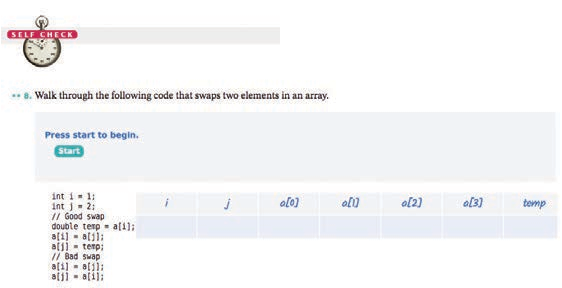 SELF CHECK
•• 8. Walk through the following code that swaps two elements in an array.
Press start to begin.
Start
int i = 1;
int j = 2;
// Good swap
double temp = a[i];
a[i] = a[j];
a[j] = temp;
// Bad swap
a[i] = a[j];
a[j] = a[i];
i j a[0] a[1] a[2] a[3] temp